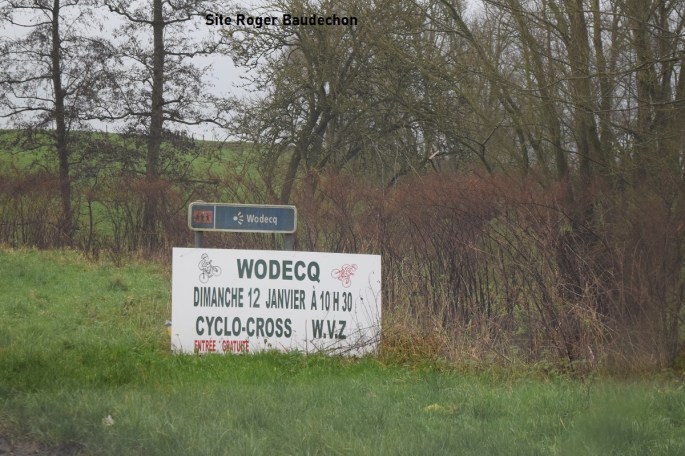 Site Roger Baudechon
Wodecq
WODECQ
DIMANCHE 12 JANVIER À 10 H 30
CYCLO-CROSS W.V.Z
ENTRÉE GRATUITE